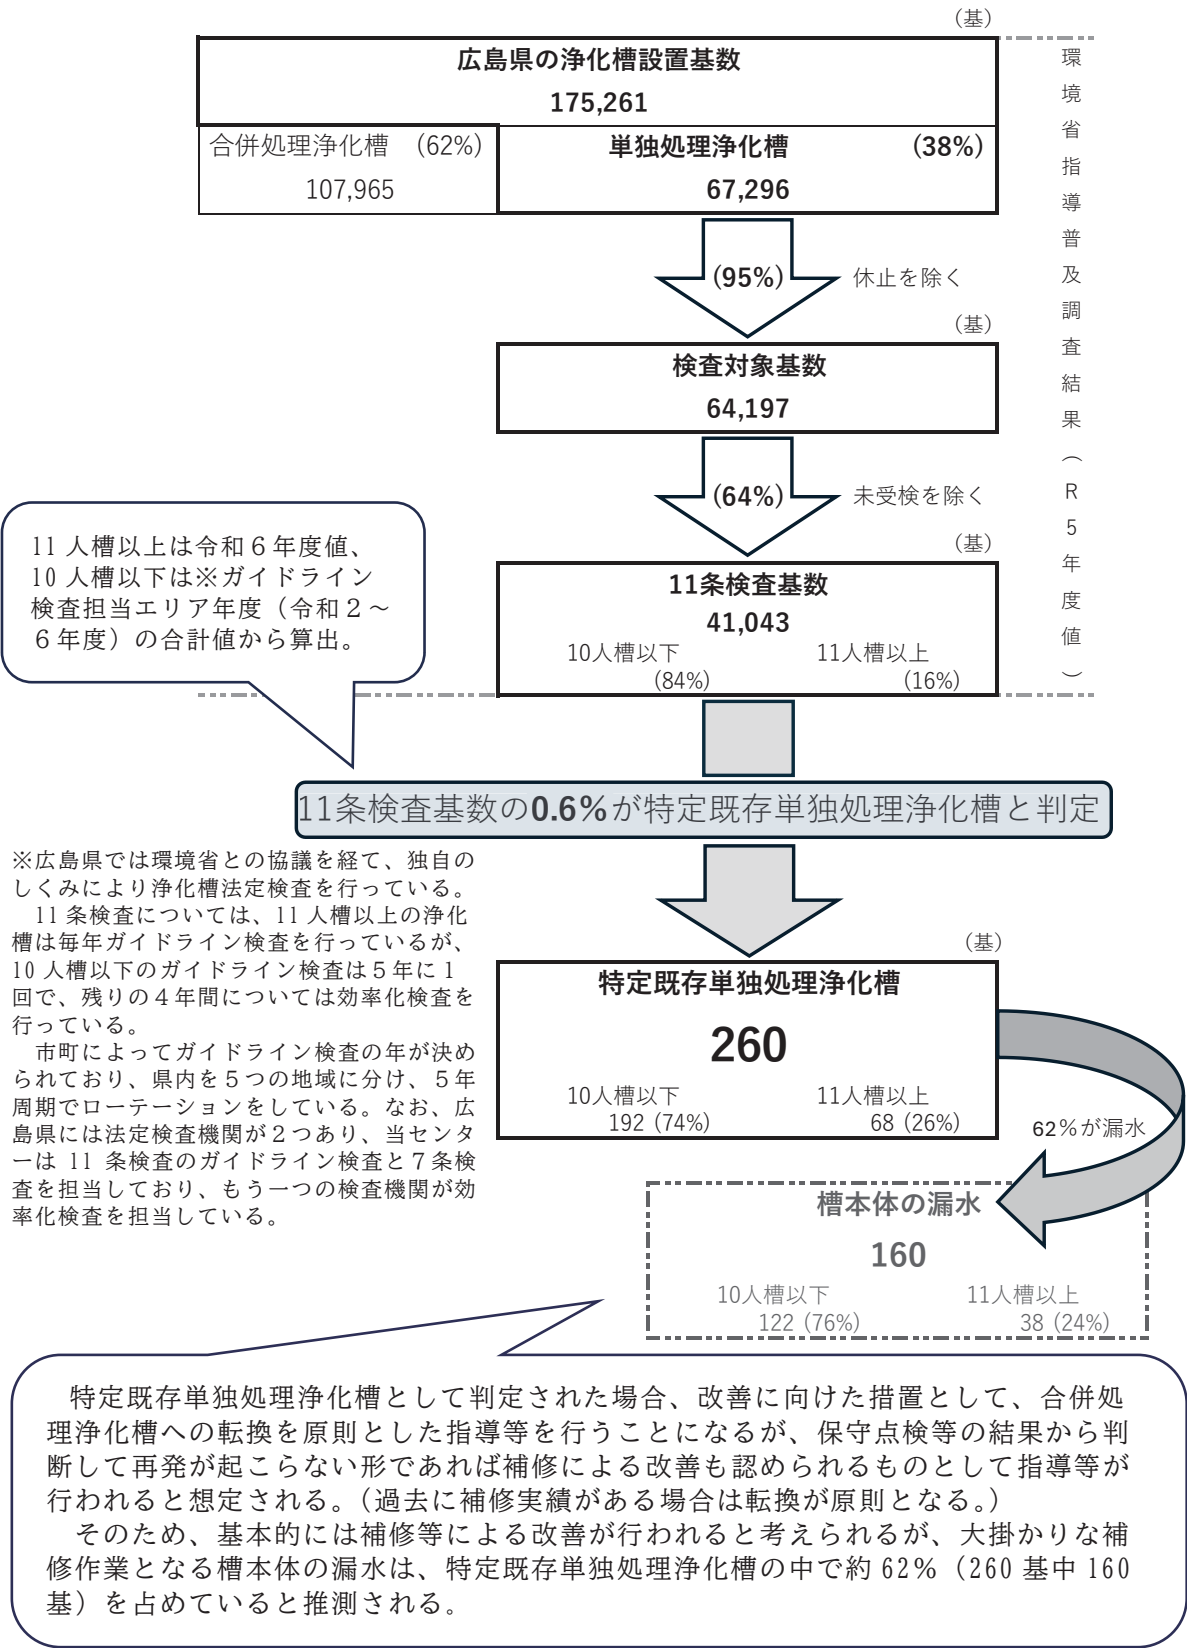 （基）
広島県の浄化槽設置基数
175,261
合併処理浄化槽 (62%)
107,965
単独処理浄化槽 (38%)
67,296
環境省指導普及調査結果（R5年度値）
(95%) 休止を除く
（基）
検査対象基数
64,197
(64%) 未受検を除く
（基）
11条検査基数
41,043
10人槽以下 11人槽以上
(84%) (16%)
11 人槽以上は令和６年度値、
10 人槽以下は※ガイドライン
検査担当エリア年度（令和２～
６年度）の合計値から算出。
11条検査基数の0.6%が特定既存単独処理浄化槽と判定
※広島県では環境省との協議を経て、独自の
しくみにより浄化槽法定検査を行っている。
11 条検査については、11 人槽以上の浄化
槽は毎年ガイドライン検査を行っているが、
10 人槽以下のガイドライン検査は５年に１
回で、残りの４年間については効率化検査を
行っている。
市町によってガイドライン検査の年が決め
られており、県内を５つの地域に分け、５年
周期でローテーションをしている。なお、広
島県には法定検査機関が２つあり、当センタ
ーは 11 条検査のガイドライン検査と７条検
査を担当しており、もう一つの検査機関が効
率化検査を担当している。
（基）
特定既存単独処理浄化槽
260
10人槽以下 11人槽以上
192 (74%) 68 (26%)
62％が漏水
槽本体の漏水
160
10人槽以下 11人槽以上
122 (76%) 38 (24%)
特定既存単独処理浄化槽として判定された場合、改善に向けた措置として、合併処
理浄化槽への転換を原則とした指導等を行うことになるが、保守点検等の結果から判
断して再発が起こらない形であれば補修による改善も認められるものとして指導等が
行われると想定される。（過去に補修実績がある場合は転換が原則となる。）
そのため、基本的には補修等による改善が行われると考えられるが、大掛かりな補
修作業となる槽本体の漏水は、特定既存単独処理浄化槽の中で約 62％（260 基中 160
基）を占めていると推測される。